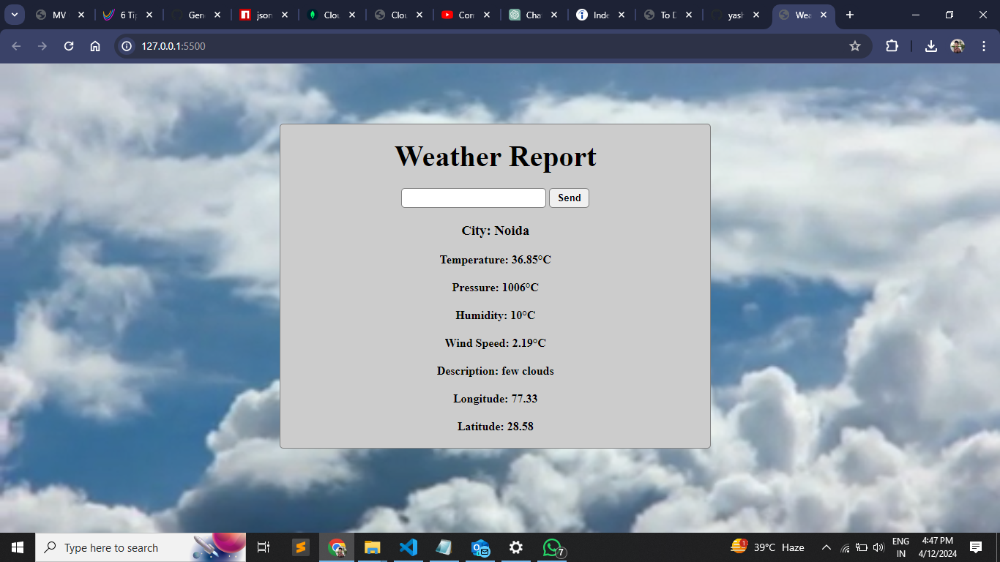 MV
6 Tip
Gene
json
Clou
Clou
Con
Cha
Inde
To D
yash
Wea
127.0.0.1:5500
Weather Report
Send
City: Noida
Temperature: 36.85°C
Pressure: 1006°C
Humidity: 10°C
Wind Speed: 2.19°C
Description: few clouds
Longitude: 77.33
Latitude: 28.58
Type here to search
7
1
39°C Haze
ENG
IN
4:47 PM
4/12/2024